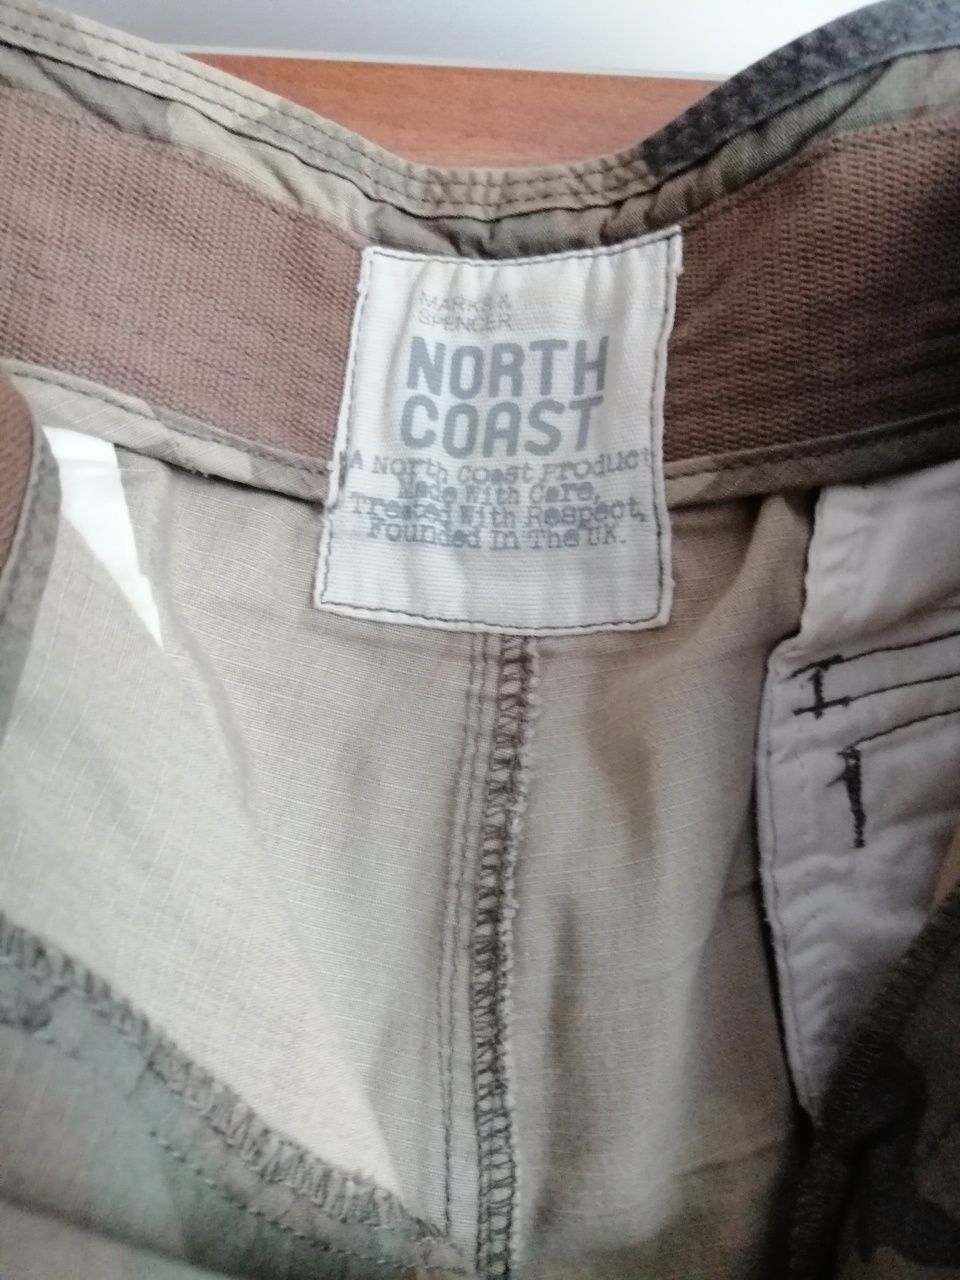 MARKS &
SPENCER
NORTH
COAST
A North Coast Product
Made With Care,
Treated With Respect,
Founded In The UK.